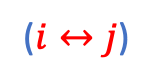 (i ↔ j)